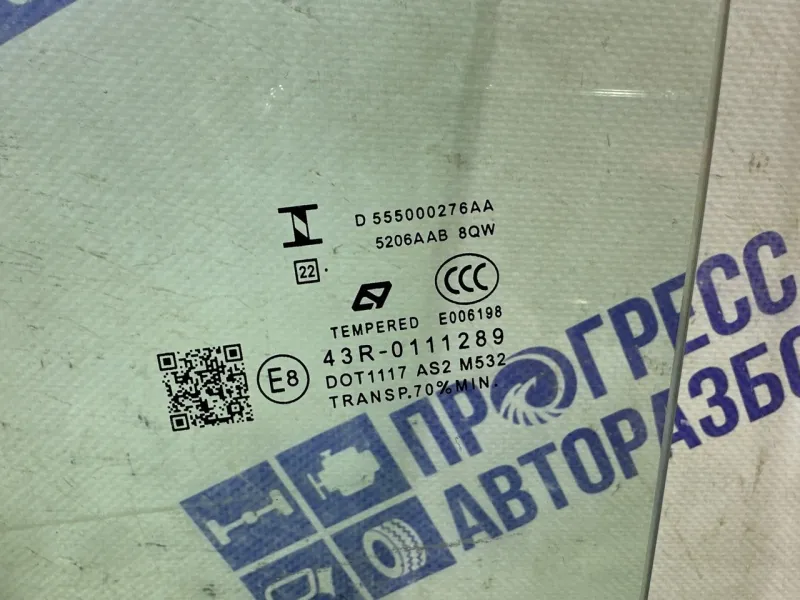 D 555000276AA
5206AAB 8QW
22
CCC
TEMPERED E006198
E8
43R-0111289
DOT1117 AS2 M532
TRANSP.70%MIN.
ПРОГРЕСС
АВТОРАЗБО